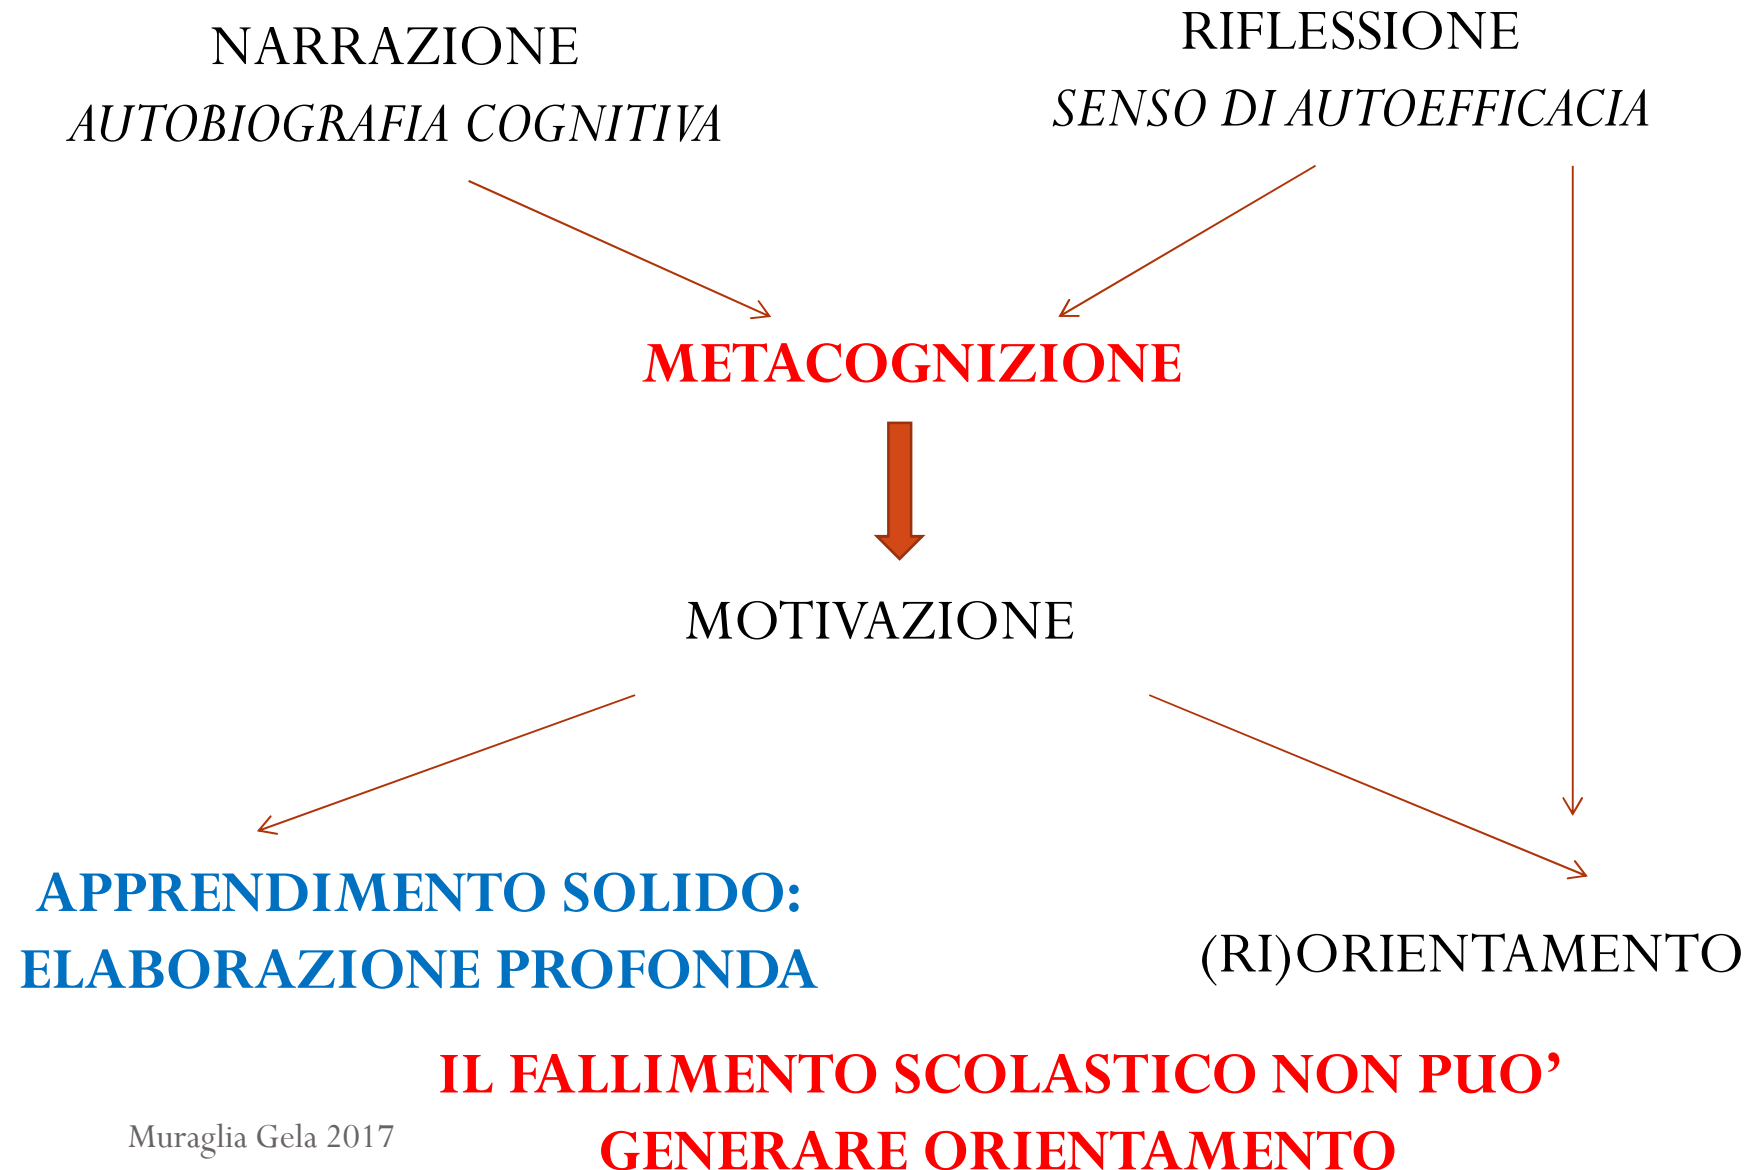 NARRAZIONE
AUTOBIOGRAFIA COGNITIVA
RIFLESSIONE
SENSO DI AUTOEFFICACIA
METACOGNIZIONE
MOTIVAZIONE
APPRENDIMENTO SOLIDO:
ELABORAZIONE PROFONDA
(RI)ORIENTAMENTO
IL FALLIMENTO SCOLASTICO NON PUO’
GENERARE ORIENTAMENTO
Muraglia Gela 2017